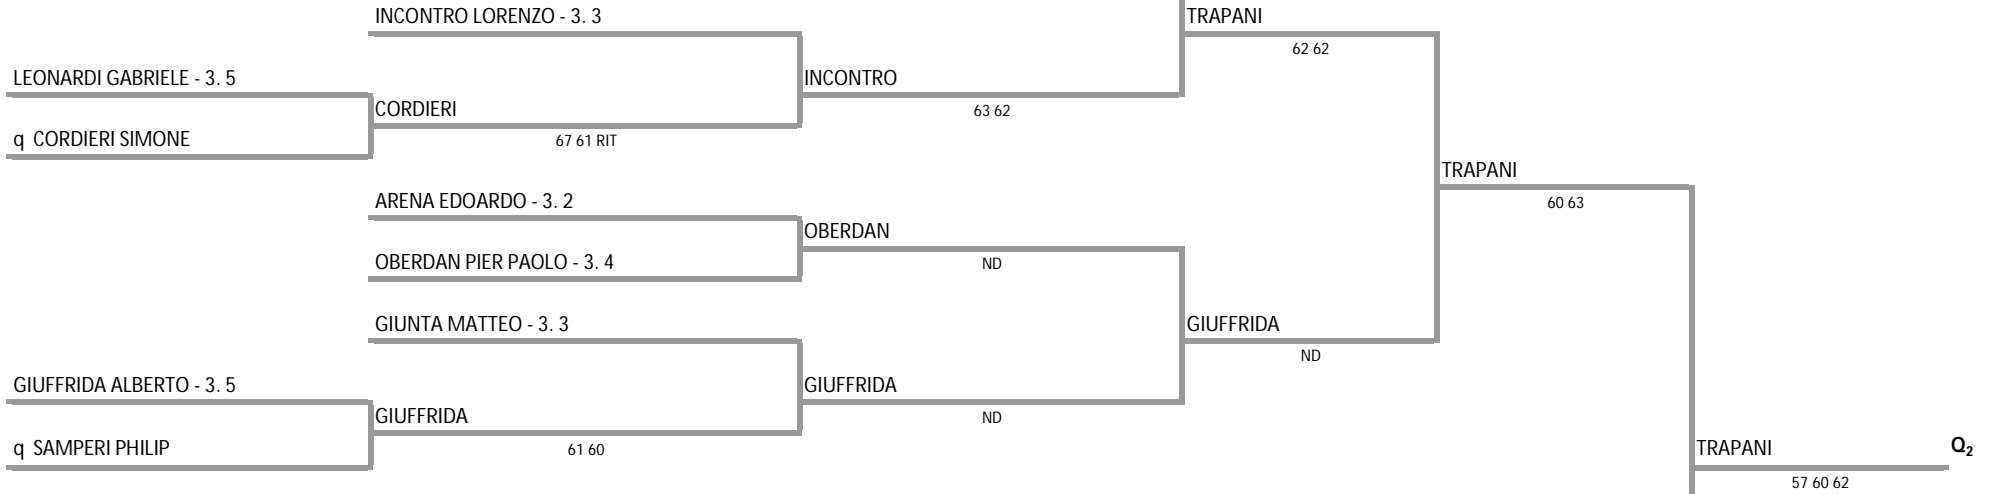 INCONTRO LORENZO - 3. 3
TRAPANI
62 62
LEONARDI GABRIELE - 3. 5
INCONTRO
CORDIERI
63 62
q CORDIERI SIMONE
67 61 RIT
TRAPANI
ARENA EDOARDO - 3. 2
60 63
OBERDAN
OBERDAN PIER PAOLO - 3. 4
ND
GIUNTA MATTEO - 3. 3
GIUFFRIDA
ND
GIUFFRIDA ALBERTO - 3. 5
GIUFFRIDA
GIUFFRIDA
ND
q SAMPERI PHILIP
61 60
TRAPANI
Q2
57 60 62